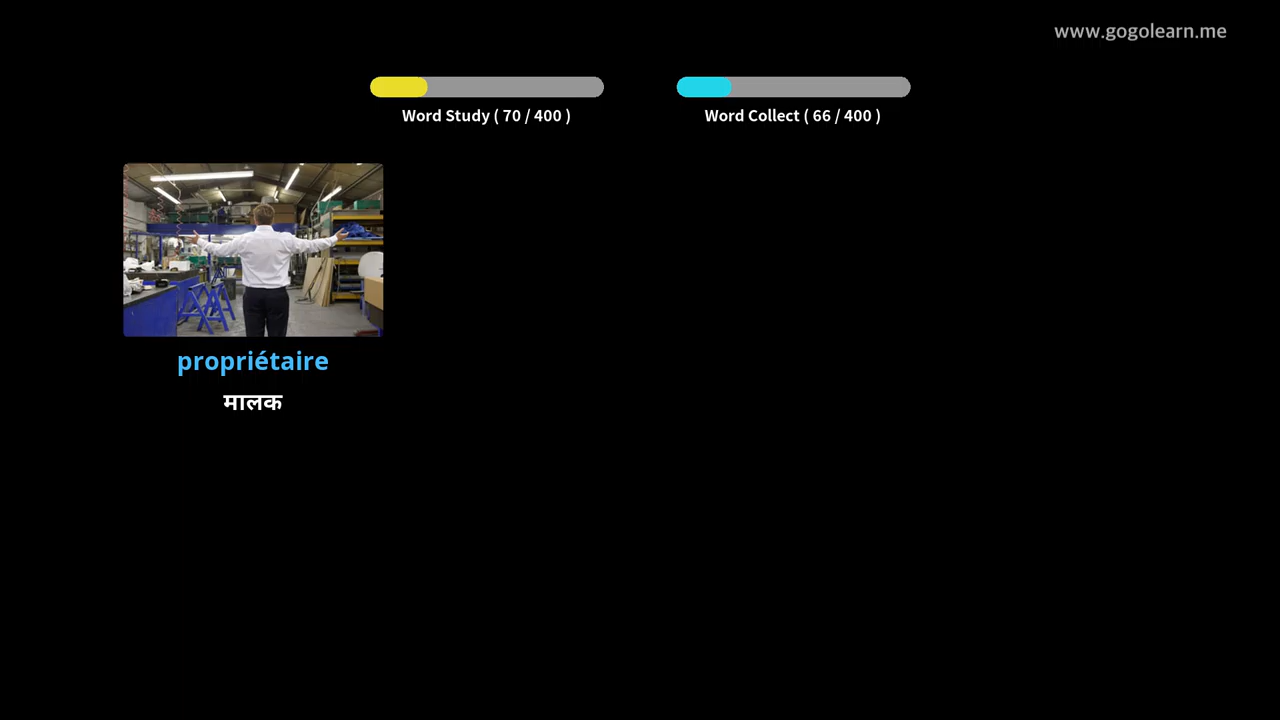 www.gogolearn.me
Word Study ( 70 / 400 )
Word Collect ( 66 / 400 )
propriétaire
मालक